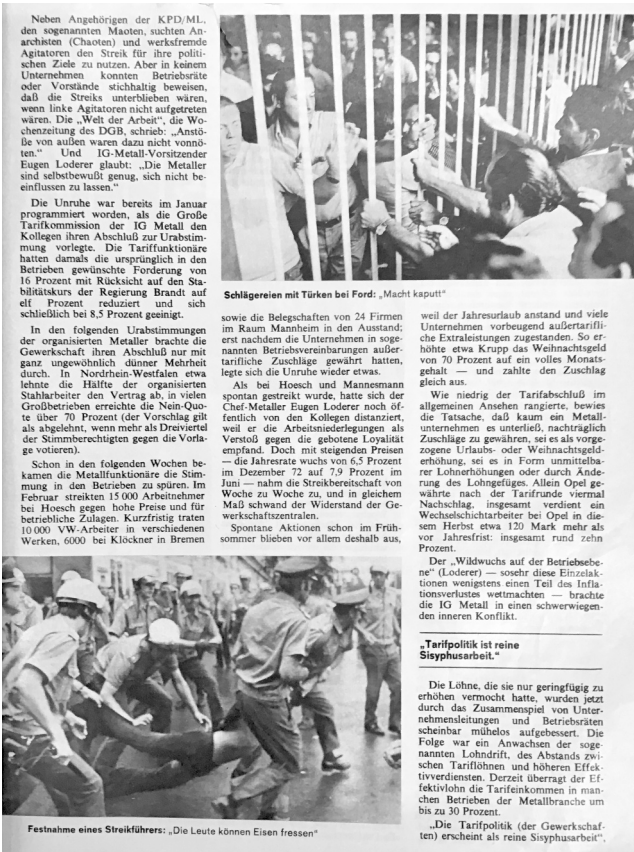 Neben Angehörigen der KPD/ML,
den sogenannten Maoten, suchten An-
archisten (Chaoten) und werksfremde
Agitatoren den Streik für ihre politi-
schen Ziele zu nutzen. Aber in keinem
Unternehmen konnten Betriebsräte
oder Vorstände stichhaltig beweisen,
daß die Streiks unterblieben wären,
wenn linke Agitatoren nicht aufgetreten
wären. Die „Welt der Arbeit“, die Wo-
chenzeitung des DGB, schrieb: „Anstö-
ße von außen waren dazu nicht vonnö-
ten.“ Und IG-Metall-Vorsitzender
Eugen Loderer glaubt: „Die Metaller
sind selbstbewußt genug, sich nicht be-
einflussen zu lassen.“
Die Unruhe war bereits im Januar
programmiert worden, als die Große
Tarifkommission der IG Metall den
Kollegen ihren Abschluß zur Urabstim-
mung vorlegte. Die Tariffunktionäre
hatten damals die ursprünglich in den
Betrieben gewünschte Forderung von
16 Prozent mit Rücksicht auf den Sta-
bilitätskurs der Regierung Brandt auf
elf Prozent reduziert und sich
schließlich bei 8,5 Prozent geeinigt.
In den folgenden Urabstimmungen
der organisierten Metaller brachte die
Gewerkschaft ihren Abschluß nur mit
ganz ungewöhnlich dünner Mehrheit
durch. In Nordrhein-Westfalen etwa
lehnte die Hälfte der organisierten
Stahlarbeiter den Vertrag ab, in vielen
Großbetrieben erreichte die Nein-Quo-
te über 70 Prozent (der Vorschlag gilt
als abgelehnt, wenn mehr als Dreiviertel
der Stimmberechtigten gegen die Vorla-
ge votieren).
Schon in den folgenden Wochen be-
kamen die Metallfunktionäre die Stim-
mung in den Betrieben zu spüren. Im
Februar streikten 15 000 Arbeitnehmer
bei Hoesch gegen hohe Preise und für
betriebliche Zulagen. Kurzfristig traten
10 000 VW-Arbeiter in verschiedenen
Werken, 6000 bei Klöckner in Bremen
Schlägereien mit Türken bei Ford: „Macht kaputt“
sowie die Belegschaften von 24 Firmen
im Raum Mannheim in den Ausstand;
erst nachdem die Unternehmen in soge-
nannten Betriebsvereinbarungen außer-
tarifliche Zuschläge gewährt hatten,
legte sich die Unruhe wieder etwas.
Als bei Hoesch und Mannesmann
spontan gestreikt wurde, hatte sich der
Chef-Metaller Eugen Loderer noch öf-
fentlich von den Kollegen distanziert,
weil er die Arbeitsniederlegungen als
Verstoß gegen die gebotene Loyalität
empfand. Doch mit steigenden Preisen
— die Jahresrate wuchs von 6,5 Prozent
im Dezember 72 auf 7,9 Prozent im
Juni — nahm die Streikbereitschaft von
Woche zu Woche zu, und in gleichem
Maß schwand der Widerstand der Ge-
werkschaftszentralen.
Spontane Aktionen schon im Früh-
sommer blieben vor allem deshalb aus,
weil der Jahresurlaub anstand und viele
Unternehmen vorbeugend außertarifli-
che Extraleistungen zugestanden. So er-
höhte etwa Krupp das Weihnachtsgeld
von 70 Prozent auf ein volles Monats-
gehalt — und zahlte den Zuschlag
gleich aus.
Wie niedrig der Tarifabschluß im
allgemeinen Ansehen rangierte, bewies
die Tatsache, daß kaum ein Metall-
unternehmen es unterließ, nachträglich
Zuschläge zu gewähren, sei es als vorge-
zogene Urlaubs- oder Weihnachtsgeld-
erhöhung, sei es in Form unmittelba-
rer Lohnerhöhungen oder durch Ände-
rung des Lohngefüges. Allein Opel ge-
währte nach der Tarifrunde viermal
Nachschlag, insgesamt verdient ein
Wechselschichtarbeiter bei Opel in die-
sem Herbst etwa 120 Mark mehr als
vor Jahresfrist: insgesamt rund zehn
Prozent.
Der „Wildwuchs auf der Betriebsebe-
ne“ (Loderer) — sosehr diese Einzelak-
tionen wenigstens einen Teil des Infla-
tionsverlustes wettmachten — brachte
die IG Metall in einen schwerwiegen-
den inneren Konflikt.
„Tarifpolitik ist reine
Sisyphusarbeit.“
Die Löhne, die sie nur geringfügig zu
erhöhen vermocht hatte, wurden jetzt
durch das Zusammenspiel von Unter-
nehmensleitungen und Betriebsräten
scheinbar mühelos aufgebessert. Die
Folge war ein Anwachsen der soge-
nannten Lohndrift, des Abstands zwi-
schen Tariflöhnen und höheren Effek-
tivverdiensten. Derzeit überragt der Ef-
fektivlohn die Tarifeinkommen in man-
chen Betrieben der Metallbranche um
bis zu 30 Prozent.
„Die Tarifpolitik (der Gewerkschaf-
ten) erscheint als reine Sisyphusarbeit“,
Festnahme eines Streikführers: „Die Leute können Eisen fressen“